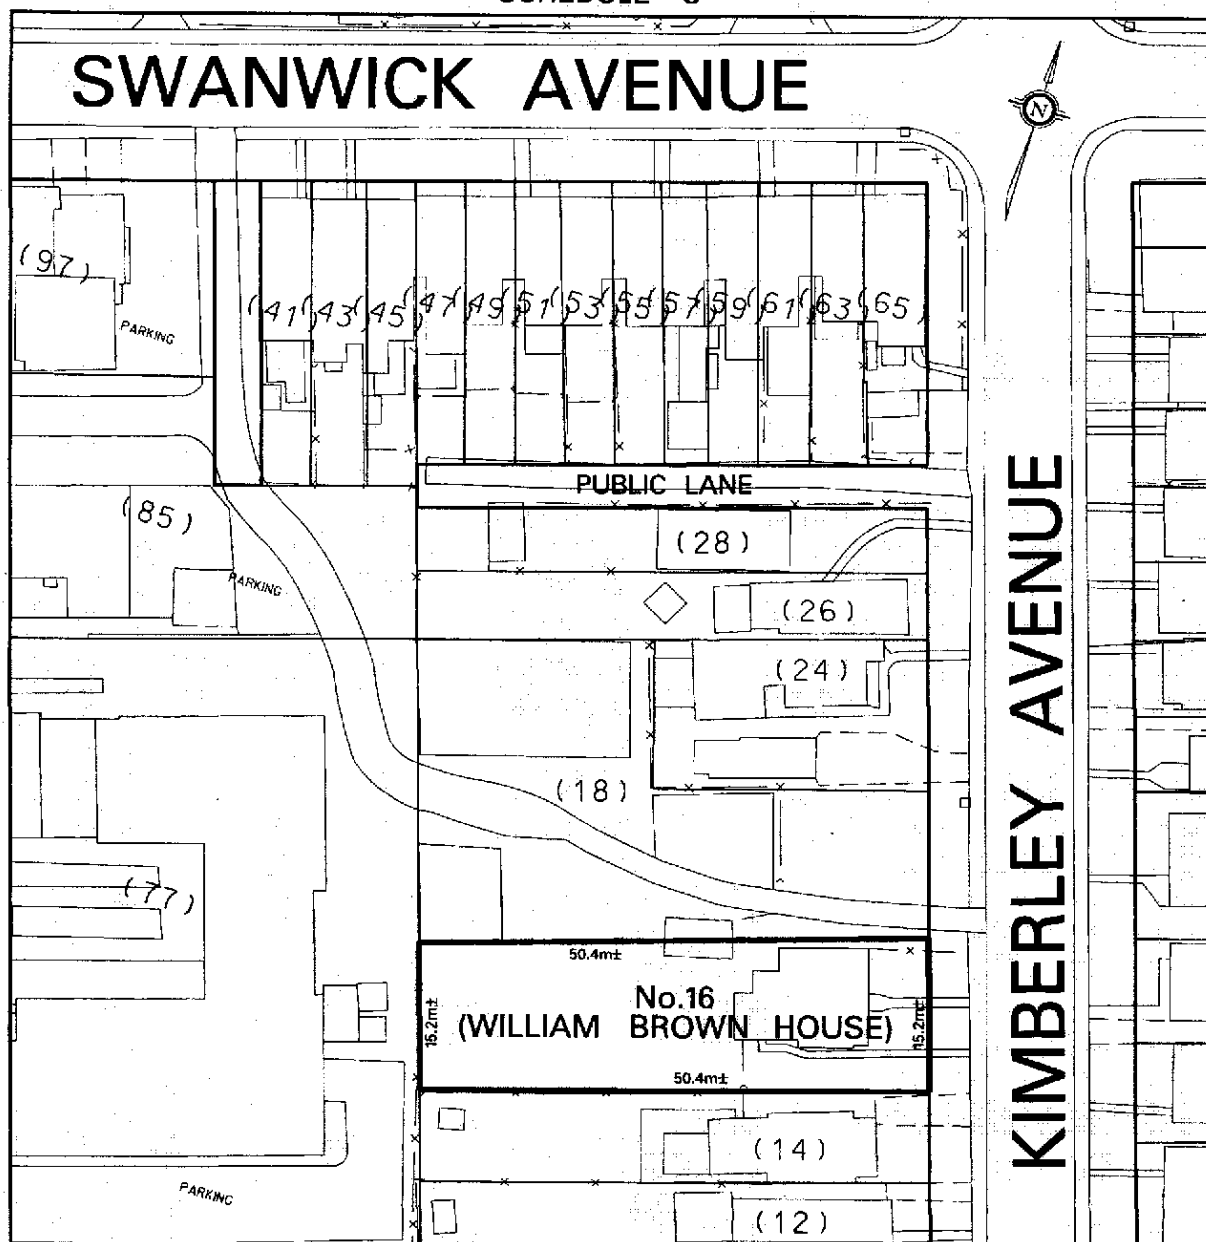 SWANWICK AVENUE
N
(97)
PARKING
(41)
(43)
(45)
(47)
(49)
(51)
(53)
(55)
(57)
(59)
(61)
(63)
(65)
PUBLIC LANE
(85)
PARKING
(28)
(26)
(24)
(18)
(77)
KIMBERLEY AVENUE
50.4m±
No.16
(WILLIAM BROWN HOUSE)
15.2m±
15.2m±
50.4m±
(14)
PARKING
(12)